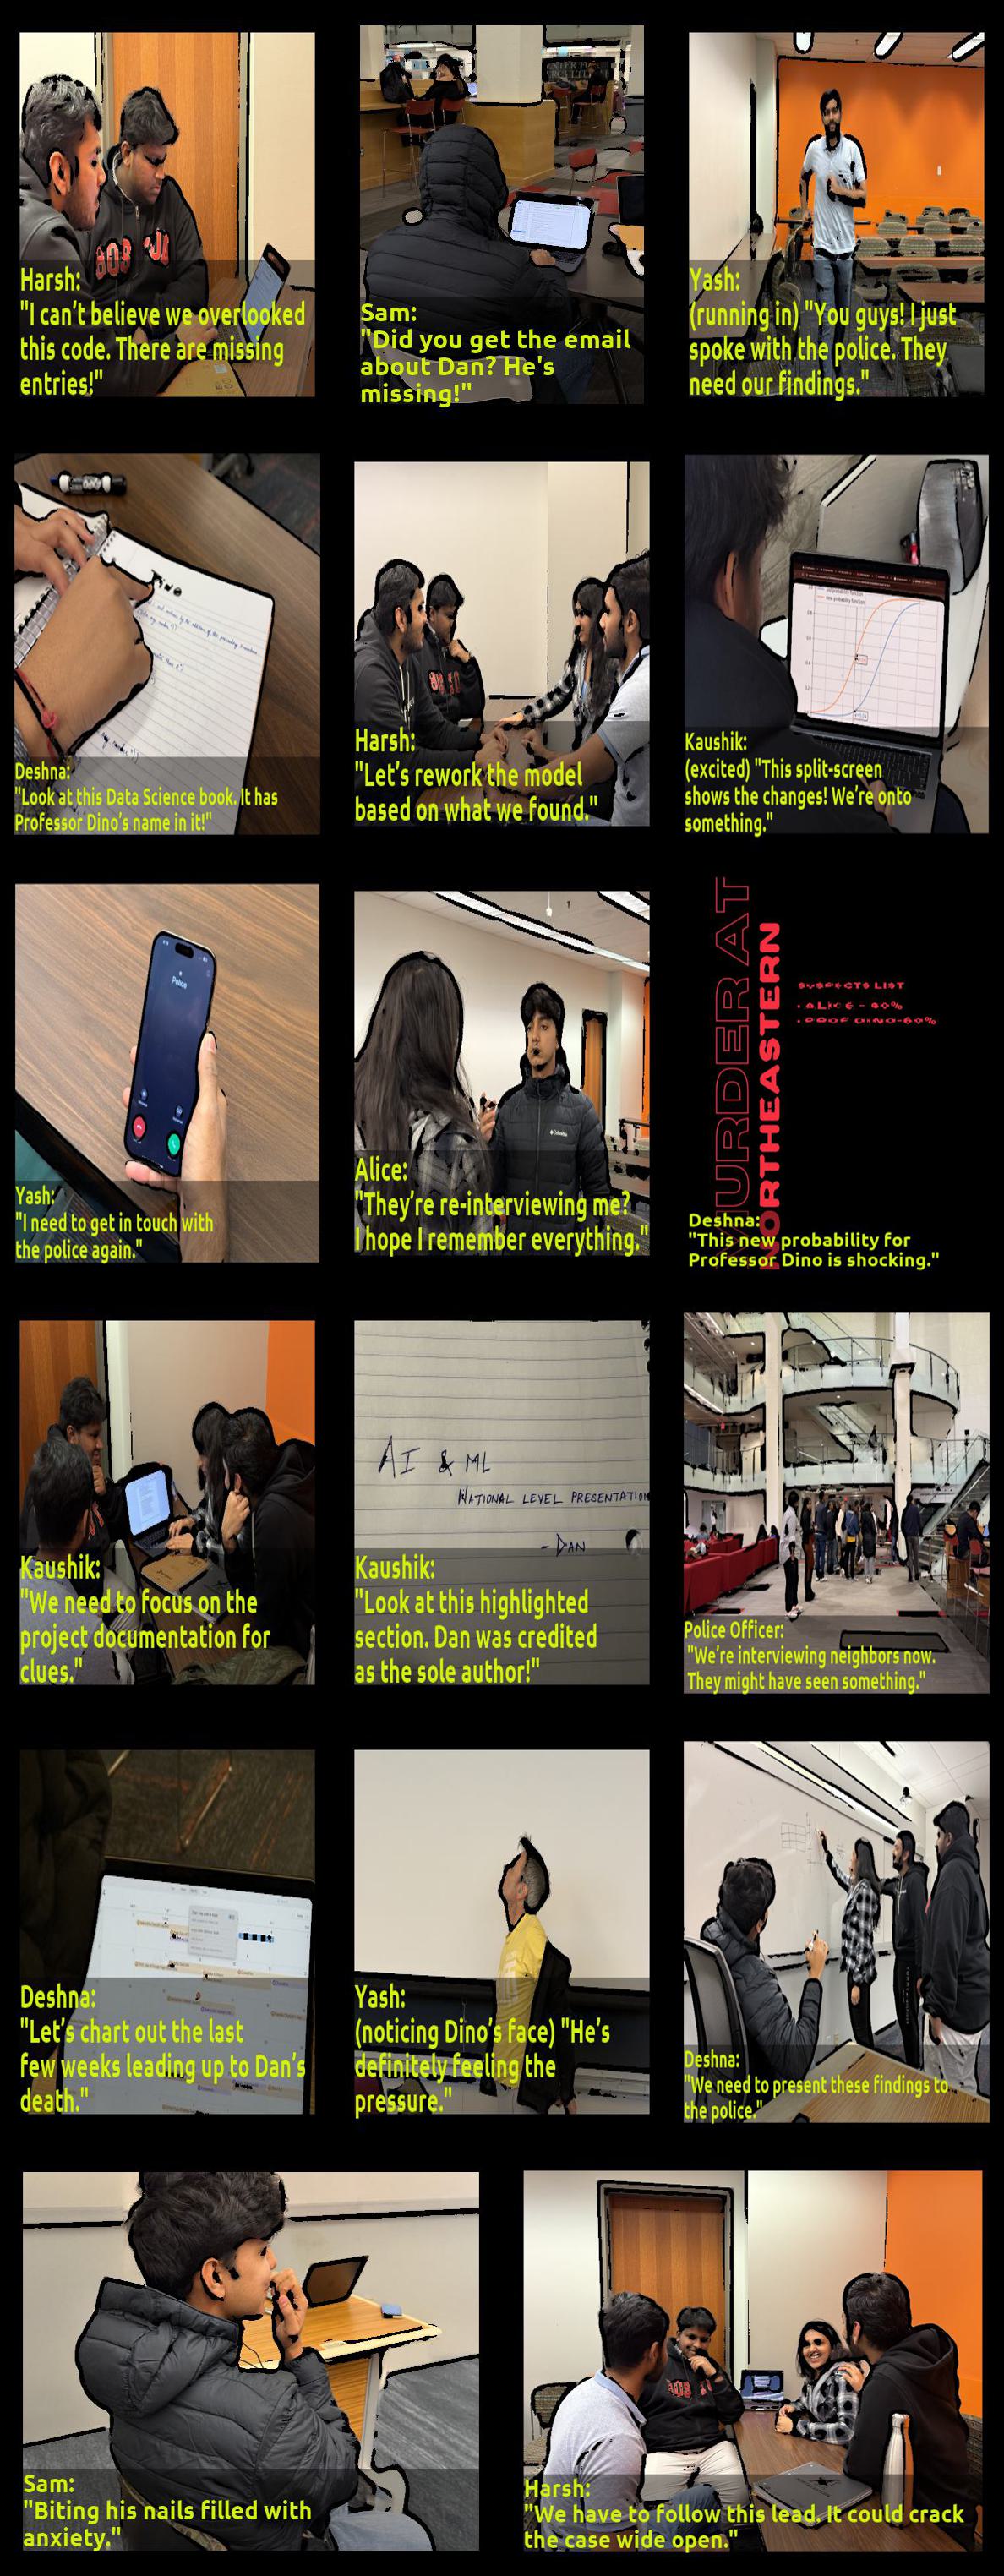 Harsh:
"I can't believe we overlooked
this code. There are missing
entries!"
Sam:
"Did you get the email
about Dan? He's
missing!"
Yash:
(running in) "You guys! I just
spoke with the police. They
need our findings."
Deshna:
"Look at this Data Science book. It has
Professor Dino's name in it!"
Harsh:
"Let's rework the model
based on what we found."
Kaushik:
(excited) "This split-screen
shows the changes! We're onto
something."
Police
Yash:
"I need to get in touch with
the police again."
Columbia
Alice:
"They're re-interviewing me?
I hope I remember everything."
MURDER AT
NORTHEASTERN
SUSPECTS LIST
Deshna:
"This new probability for
Professor Dino is shocking."
Kaushik:
"We need to focus on the
project documentation for
clues."
AI & ML
NATIONAL LEVEL PRESENTATION
- DAN
Kaushik:
"Look at this highlighted
section. Dan was credited
as the sole author!"
Police Officer:
"We're interviewing neighbors now.
They might have seen something."
Deshna:
"Let's chart out the last
few weeks leading up to Dan's
death."
Yash:
(noticing Dino's face) "He's
definitely feeling the
pressure."
Deshna:
"We need to present these findings to
the police."
Sam:
"Biting his nails filled with
anxiety."
Harsh:
"We have to follow this lead. It could crack
the case wide open."